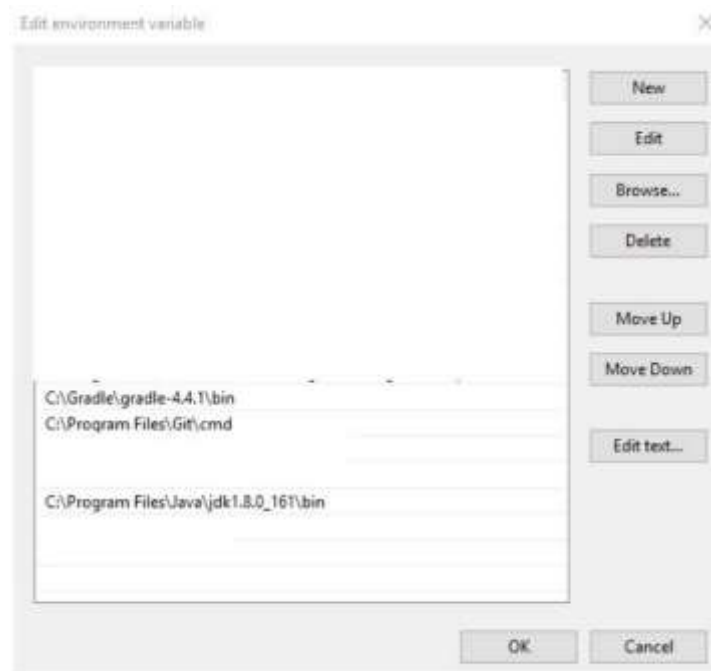 Edit environment variable
New
Edit
Browse...
Delete
Move Up
Move Down
C:\Gradle\gradle-4.4.1\bin
C:\Program Files\Git\cmd
Edit text...
C:\Program Files\Java\jdk1.8.0_161\bin
OK
Cancel